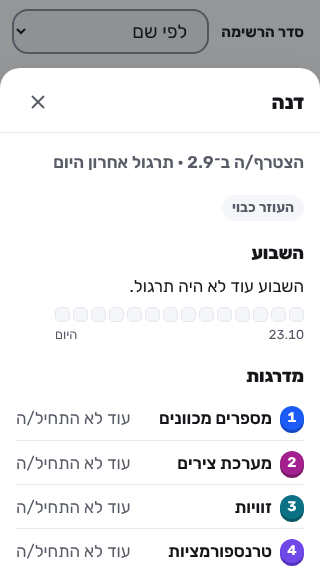 סדר הרשימה
לפי שם
דנה
הצטרף/ה ב־2.9 • תרגול אחרון היום
העוזר כבוי
השבוע
השבוע עוד לא היה תרגול.
23.10
היום
מדרגות
1 מספרים מכוונים עוד לא התחיל/ה
2 מערכת צירים עוד לא התחיל/ה
3 זוויות עוד לא התחיל/ה
4 טרנספורמציות עוד לא התחיל/ה